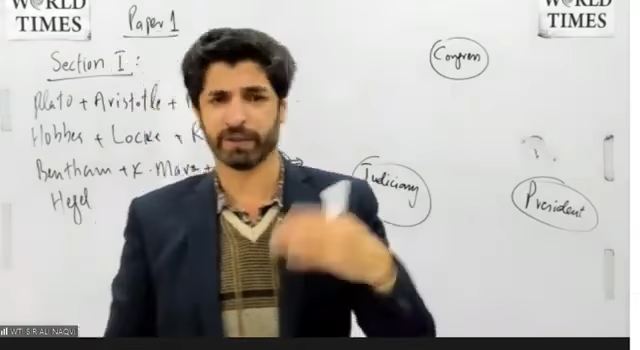 WORLD
TIMES
WORLD
TIMES
Paper 1
Section I:
Plato + Aristotle +
Hobbes + Locke + R
Bentham + K. Marx +
Hegel
Congress
Judiciary
President
WTI SIR ALI NAQVI